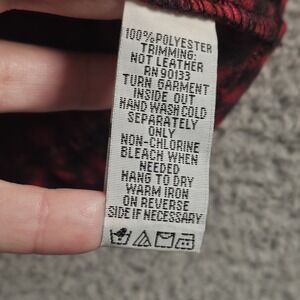 100% POLYESTER
TRIMMING:
NOT LEATHER
RN 90133
TURN GARMENT
INSIDE OUT
HAND WASH COLD
SEPARATELY
ONLY
NON-CHLORINE
BLEACH WHEN
NEEDED
HANG TO DRY
WARM IRON
ON REVERSE
SIDE IF NECESSARY